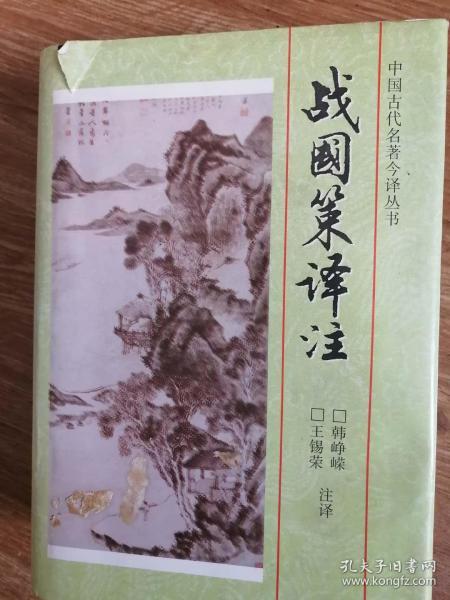 中国古代名著今译丛书
战國策译注
□韩峥嵘
□王锡荣
注译
孔夫子旧书网
www.kongfz.com